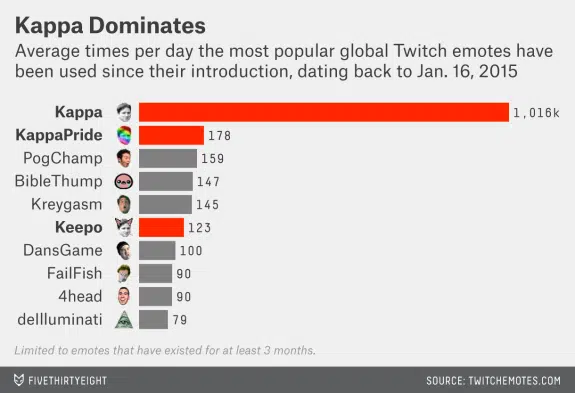 Kappa Dominates
Average times per day the most popular global Twitch emotes have
been used since their introduction, dating back to Jan. 16, 2015
Kappa 1,016k
KappaPride 178
PogChamp 159
BibleThump 147
Kreygasm 145
Keepo 123
DansGame 100
FailFish 90
4head 90
deIlluminati 79
Limited to emotes that have existed for at least 3 months.
FIVETHIRTYEIGHT SOURCE: TWITCHEMOTES.COM